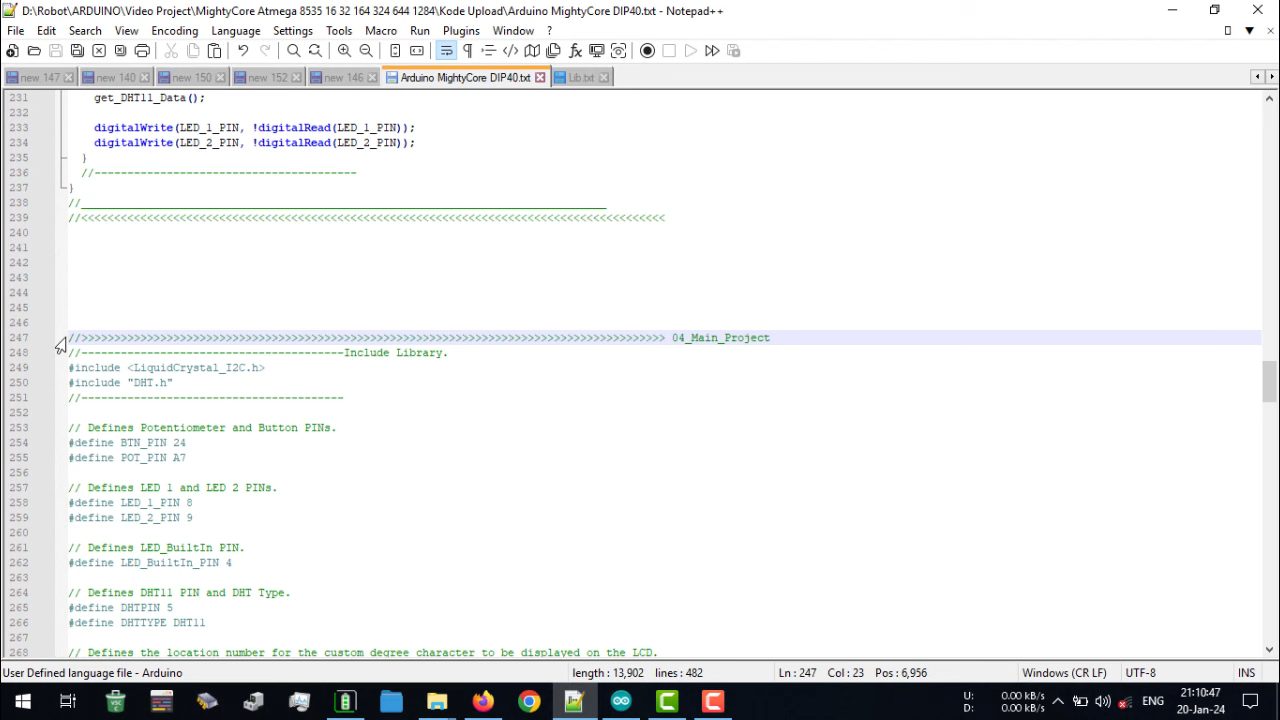 D:\Robot\ARDUINO\Video Project\MightyCore Atmega 8535 16 32 164 324 644 1284\Kode Upload\Arduino MightyCore DIP40.txt - Notepad++
File Edit Search View Encoding Language Settings Tools Macro Run Plugins Window ?
new 147 new 140 new 150 new 152 new 146 Arduino MightyCore DIP40.txt Lib.txt
231 get_DHT11_Data();
232
233 digitalWrite(LED_1_PIN, !digitalRead(LED_1_PIN));
234 digitalWrite(LED_2_PIN, !digitalRead(LED_2_PIN));
235 }
236 //----------------------------------------
237 }
238 //________________________________________________________________________________
239 //<<<<<<<<<<<<<<<<<<<<<<<<<<<<<<<<<<<<<<<<<<<<<<<<<<<<<<<<<<<<<<<<<<<<<<<<<<<<<<<<<<<<<<<<<
240
241
242
243
244
245
246
247 //>>>>>>>>>>>>>>>>>>>>>>>>>>>>>>>>>>>>>>>>>>>>>>>>>>>>>>>>>>>>>>>>>>>>>>>>>>>>>>>>>>>>>>>>> 04_Main_Project
248 //----------------------------------------Include Library.
249 #include <LiquidCrystal_I2C.h>
250 #include "DHT.h"
251 //----------------------------------------
252
253 // Defines Potentiometer and Button PINs.
254 #define BTN_PIN 24
255 #define POT_PIN A7
256
257 // Defines LED 1 and LED 2 PINs.
258 #define LED_1_PIN 8
259 #define LED_2_PIN 9
260
261 // Defines LED_BuiltIn PIN.
262 #define LED_BuiltIn_PIN 4
263
264 // Defines DHT11 PIN and DHT Type.
265 #define DHTPIN 5
266 #define DHTTYPE DHT11
267
268 // Defines the location number for the custom degree character to be displayed on the LCD.
User Defined language file - Arduino length : 13,902 lines : 482 Ln : 247 Col : 23 Pos : 6,956 Windows (CR LF) UTF-8 INS
U: 0.00 kB/s
D: 0.00 kB/s
ENG
21:10:47
20-Jan-24